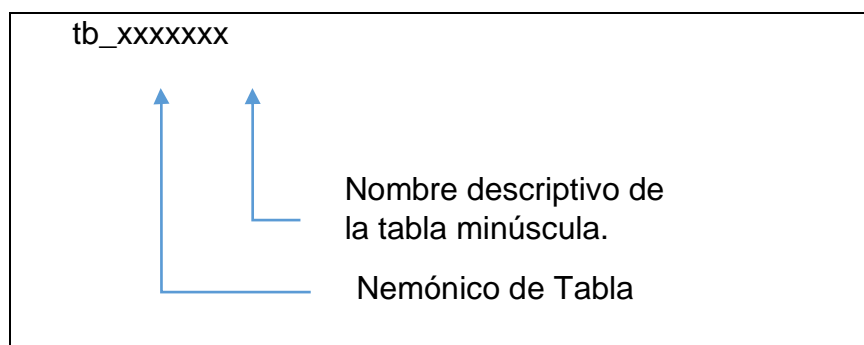 tb_xxxxxxx
Nombre descriptivo de
la tabla minúscula.
Nemónico de Tabla